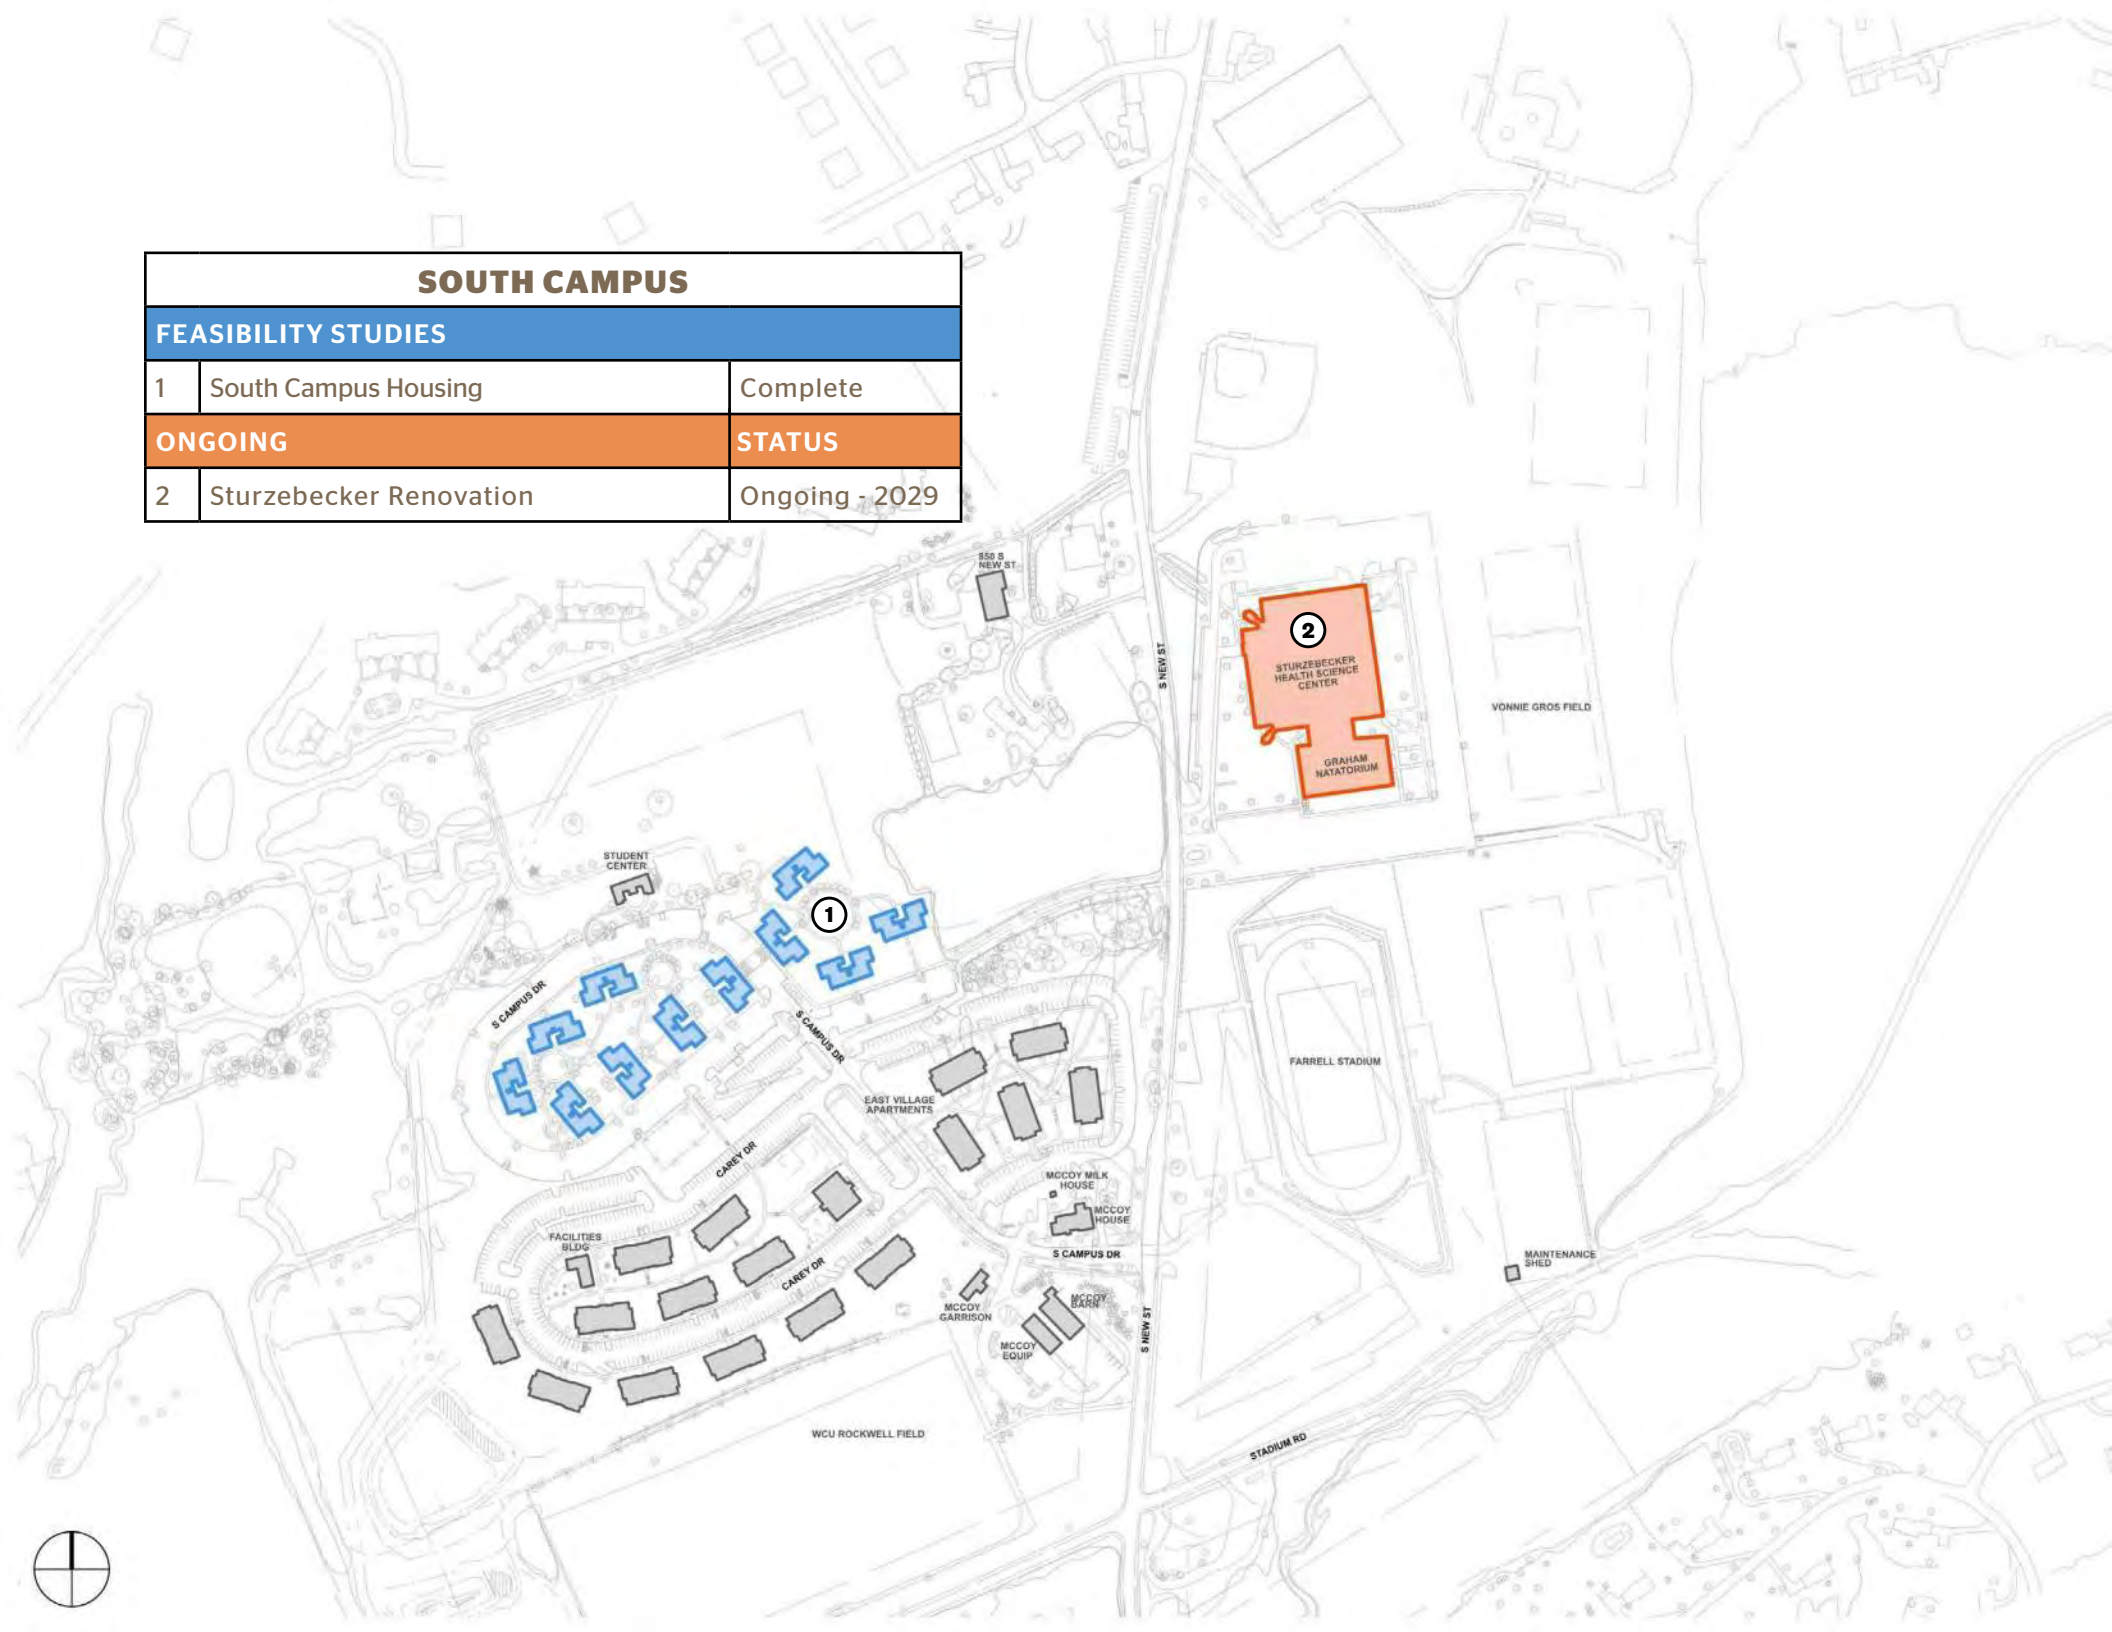 SOUTH CAMPUS
FEASIBILITY STUDIES
1 South Campus Housing Complete
ONGOING STATUS
2 Sturzebecker Renovation Ongoing - 2029
850 S
NEW ST
S NEW ST
2
STURZEBECKER
HEALTH SCIENCE
CENTER
GRAHAM
NATATORIUM
VONNIE GROS FIELD
STUDENT
CENTER
1
S CAMPUS DR
S CAMPUS DR
FARRELL STADIUM
EAST VILLAGE
APARTMENTS
CAREY DR
MCCOY MILK
HOUSE
MCCOY
HOUSE
S CAMPUS DR
FACILITIES
BLDG
CAREY DR
MAINTENANCE
SHED
MCCOY
GARRISON
MCCOY
BARN
MCCOY
EQUIP
S NEW ST
WCU ROCKWELL FIELD
STADIUM RD